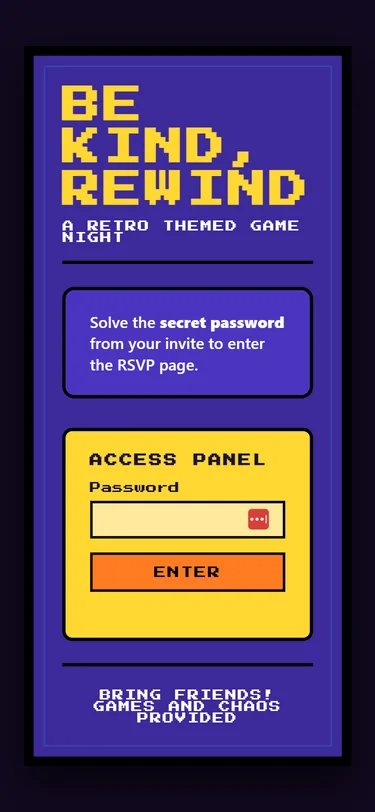 BE
KIND,
REWIND
A RETRO THEMED GAME
NIGHT
Solve the secret password
from your invite to enter
the RSVP page.
ACCESS PANEL
Password
ENTER
BRING FRIENDS!
GAMES AND CHAOS
PROVIDED